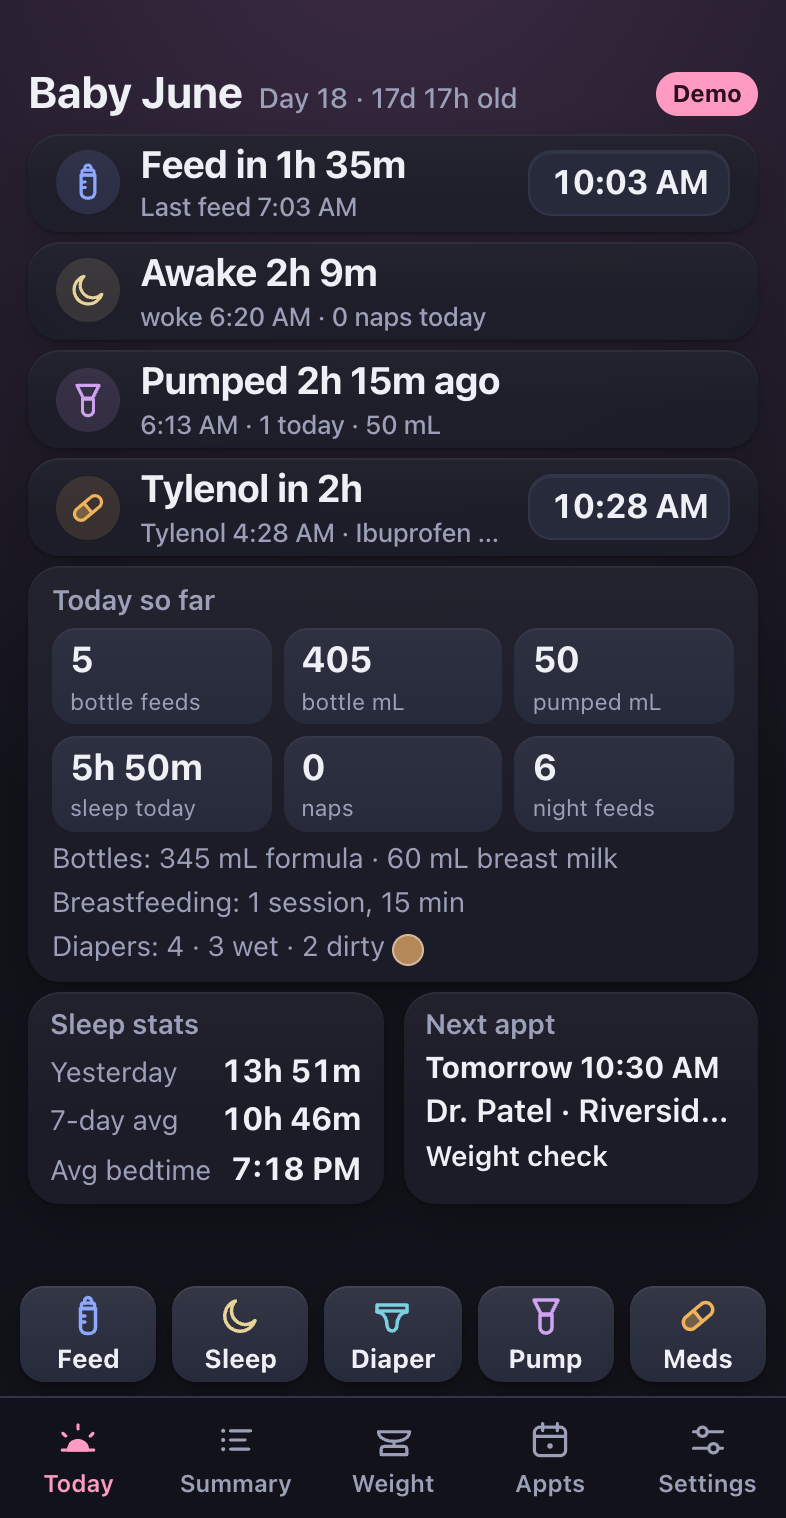 Baby June Day 18 · 17d 17h old Demo
Feed in 1h 35m
Last feed 7:03 AM
10:03 AM
Awake 2h 9m
woke 6:20 AM · 0 naps today
Pumped 2h 15m ago
6:13 AM · 1 today · 50 mL
Tylenol in 2h
Tylenol 4:28 AM · Ibuprofen ...
10:28 AM
Today so far
5
bottle feeds
405
bottle mL
50
pumped mL
5h 50m
sleep today
0
naps
6
night feeds
Bottles: 345 mL formula · 60 mL breast milk
Breastfeeding: 1 session, 15 min
Diapers: 4 · 3 wet · 2 dirty
Sleep stats
Yesterday 13h 51m
7-day avg 10h 46m
Avg bedtime 7:18 PM
Next appt
Tomorrow 10:30 AM
Dr. Patel · Riversid...
Weight check
Feed
Sleep
Diaper
Pump
Meds
Today
Summary
Weight
Appts
Settings